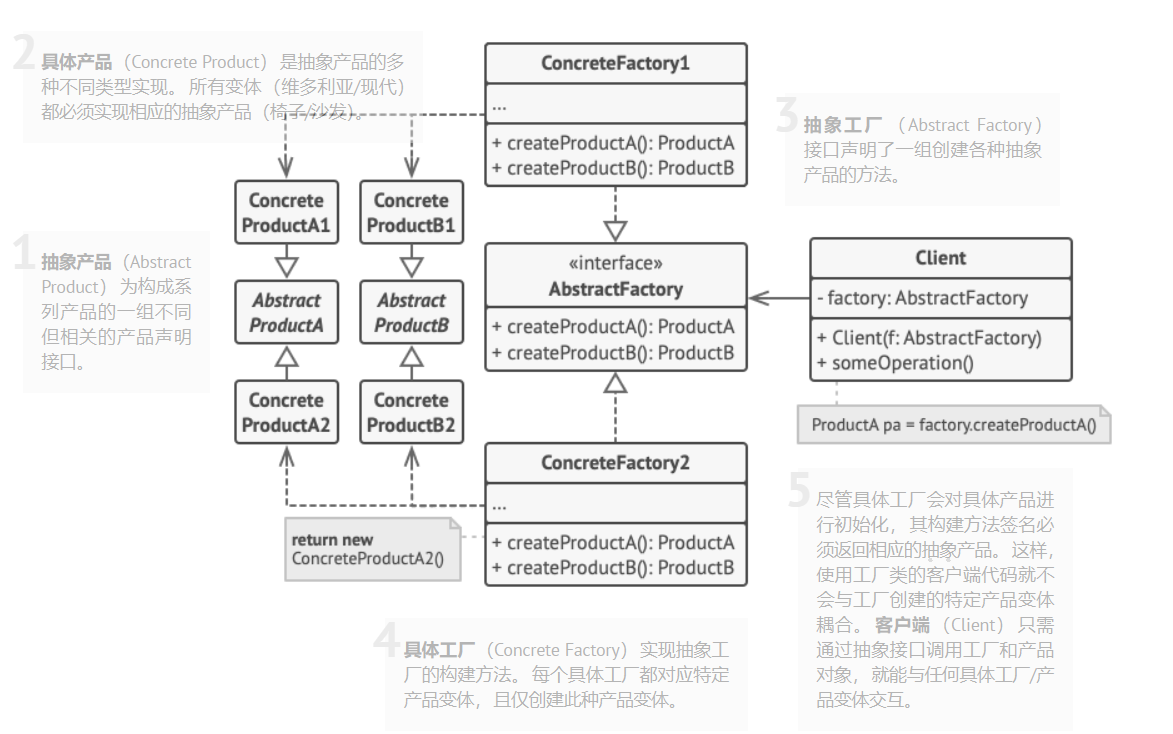 2
具体产品（Concrete Product）是抽象产品的多
种不同类型实现。所有变体（维多利亚/现代）
都必须实现相应的抽象产品（椅子/沙发）。
ConcreteFactory1
...
+ createProductA(): ProductA
+ createProductB(): ProductB
3
抽象工厂（Abstract Factory）
接口声明了一组创建各种抽象
产品的方法。
Concrete
ProductA1
Concrete
ProductB1
1
抽象产品（Abstract
Product）为构成系
列产品的一组不同
但相关的产品声明
接口。
Abstract
ProductA
Abstract
ProductB
«interface»
AbstractFactory
+ createProductA(): ProductA
+ createProductB(): ProductB
Client
- factory: AbstractFactory
+ Client(f: AbstractFactory)
+ someOperation()
ProductA pa = factory.createProductA()
Concrete
ProductA2
Concrete
ProductB2
ConcreteFactory2
...
+ createProductA(): ProductA
+ createProductB(): ProductB
return new
ConcreteProductA2()
4
具体工厂（Concrete Factory）实现抽象工
厂的构建方法。每个具体工厂都对应特定
产品变体，且仅创建此种产品变体。
5
尽管具体工厂会对具体产品进
行初始化，其构建方法签名必
须返回相应的抽象产品。这样，
使用工厂类的客户端代码就不
会与工厂创建的特定产品变体
耦合。客户端（Client）只需
通过抽象接口调用工厂和产品
对象，就能与任何具体工厂/产
品变体交互。